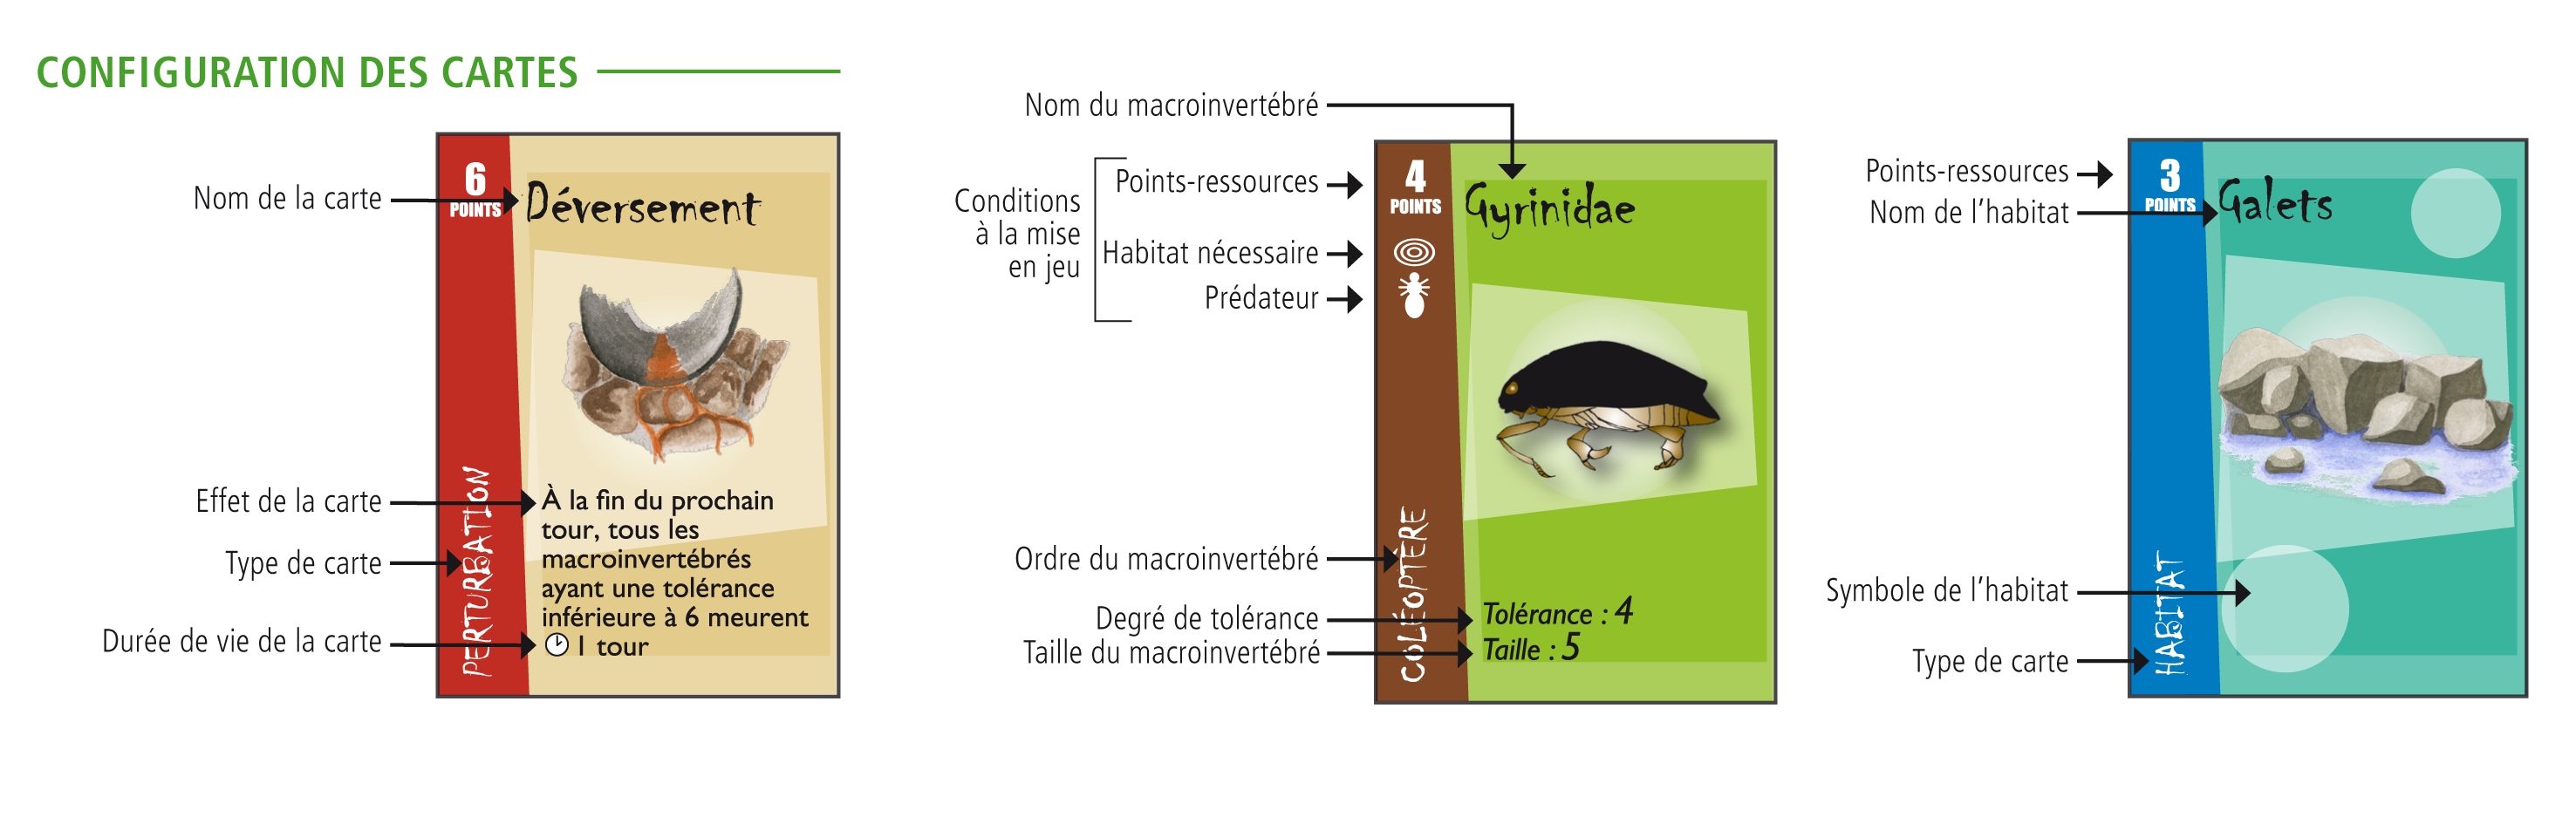 CONFIGURATION DES CARTES
Nom de la carte
Effet de la carte
Type de carte
Durée de vie de la carte
6
POINTS
Déversement
À la fin du prochain
tour, tous les
macroinvertébrés
ayant une tolérance
inférieure à 6 meurent
1 tour
PERTURBATION
Nom du macroinvertébré
Conditions
à la mise
en jeu
Points-ressources
Habitat nécessaire
Prédateur
Ordre du macroinvertébré
Degré de tolérance
Taille du macroinvertébré
4
POINTS
Gyrinidae
COLÉOPTÈRE
Tolérance : 4
Taille : 5
Points-ressources
Nom de l’habitat
Symbole de l’habitat
Type de carte
3
POINTS
Galets
HABITAT